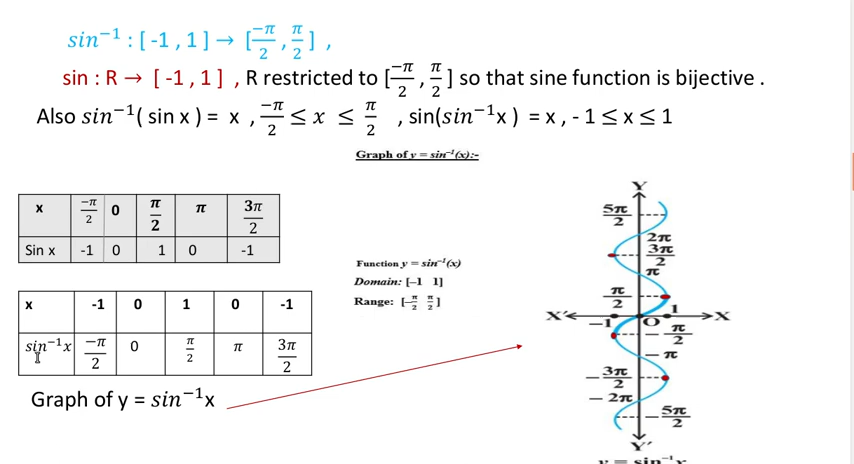 sin⁻¹ : [ -1 , 1 ] → [−π/2 , π/2] ,
sin : R → [ -1 , 1 ] , R restricted to [−π/2 , π/2] so that sine function is bijective .
Also sin⁻¹( sin x ) = x , −π/2 ≤ x ≤ π/2 , sin(sin⁻¹x ) = x , - 1 ≤ x ≤ 1
Graph of y = sin⁻¹(x):-
x −π/2 0 π/2 π 3π/2
Sin x -1 0 1 0 -1
Function y = sin⁻¹(x)
Domain: [−1 1]
Range: [−π/2 π/2]
x -1 0 1 0 -1
sin⁻¹x −π/2 0 π/2 π 3π/2
Graph of y = sin⁻¹x
Y
5π/2
2π
3π/2
π
π/2
X′ −1 O 1 X
−π/2
−π
−3π/2
−2π
−5π/2
Y′
y = sin⁻¹x